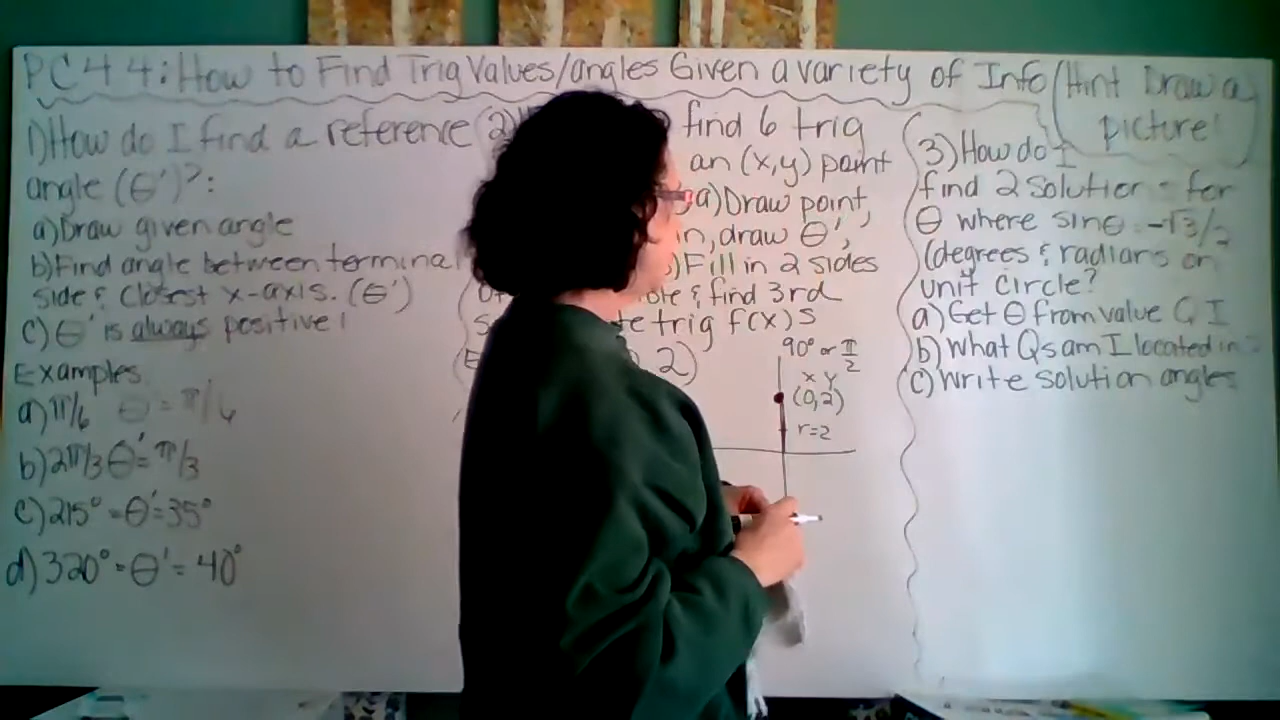 PC 4 4: How to Find Trig Values/angles Given a variety of Info (Hint Draw a picture!
1) How do I find a reference
angle (θ')?:
a) Draw given angle
b) Find angle between terminal
side & closest x-axis. (θ')
c) θ' is always positive!
Examples
a) π/6 θ = π/6
b) 2π/3 θ' = π/3
c) 215° = θ' = 35°
d) 320° = θ' = 40°
2) find 6 trig
an (x,y) point
a) Draw point,
in, draw θ',
) Fill in 2 sides
& find 3rd
te trig f(x)s
2)
90° or π/2
x y
(0,2)
r=2
3) How do I
find 2 solution s for
θ where sinθ = -√3/2
(degrees & radians on
unit circle?
a) Get θ from value Q I
b) What Qs am I located in
c) Write solution angles